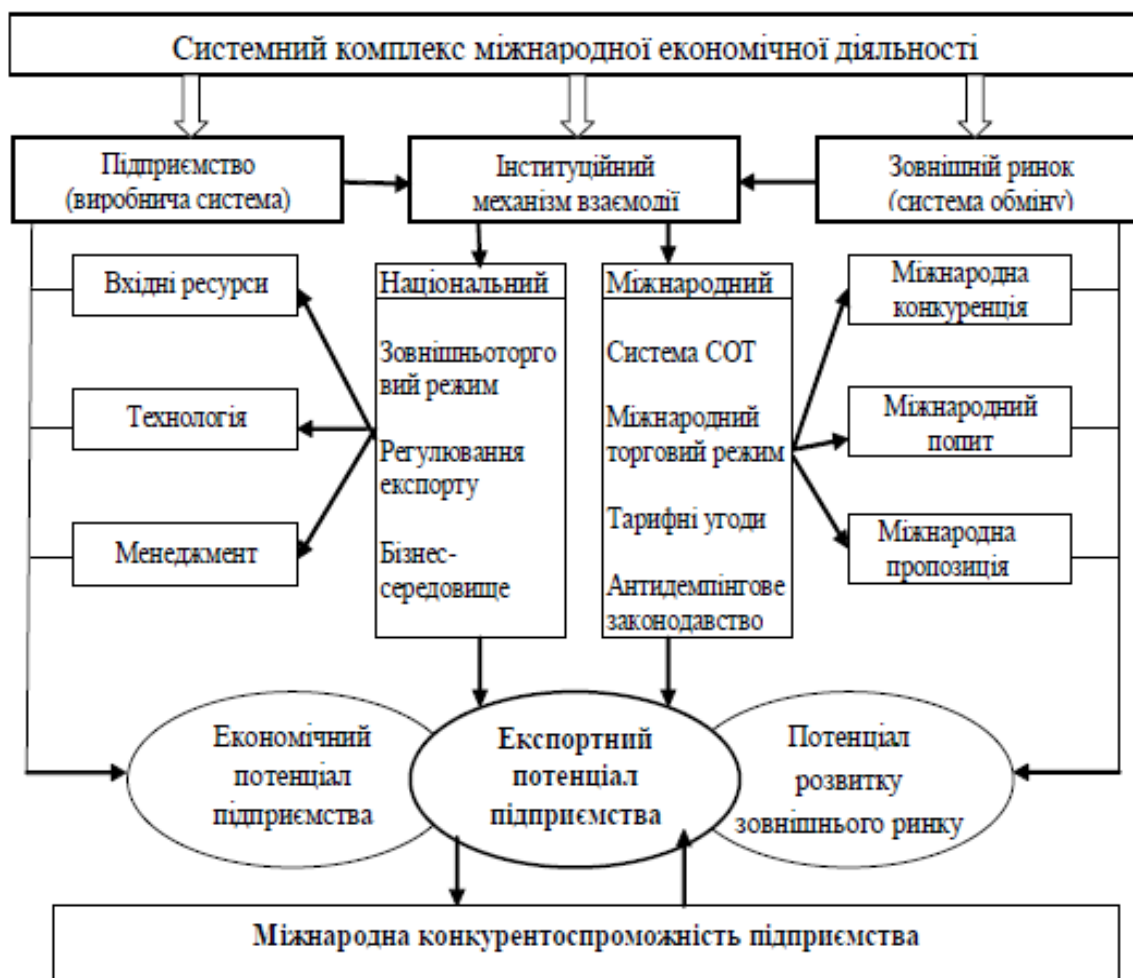 Системний комплекс міжнародної економічної діяльності
Підприємство
(виробнича система)
Інституційний
механізм взаємодії
Зовнішній ринок
(система обміну)
Вхідні ресурси
Технологія
Менеджмент
Національний
Зовнішньоторго
вий режим
Регулювання
експорту
Бізнес-
середовище
Міжнародний
Система СОТ
Міжнародний
торговий режим
Тарифні угоди
Антидемпінгове
законодавство
Міжнародна
конкуренція
Міжнародний
попит
Міжнародна
пропозиція
Економічний
потенціал
підприємства
Експортний
потенціал
підприємства
Потенціал
розвитку
зовнішнього ринку
Міжнародна конкурентоспроможність підприємства